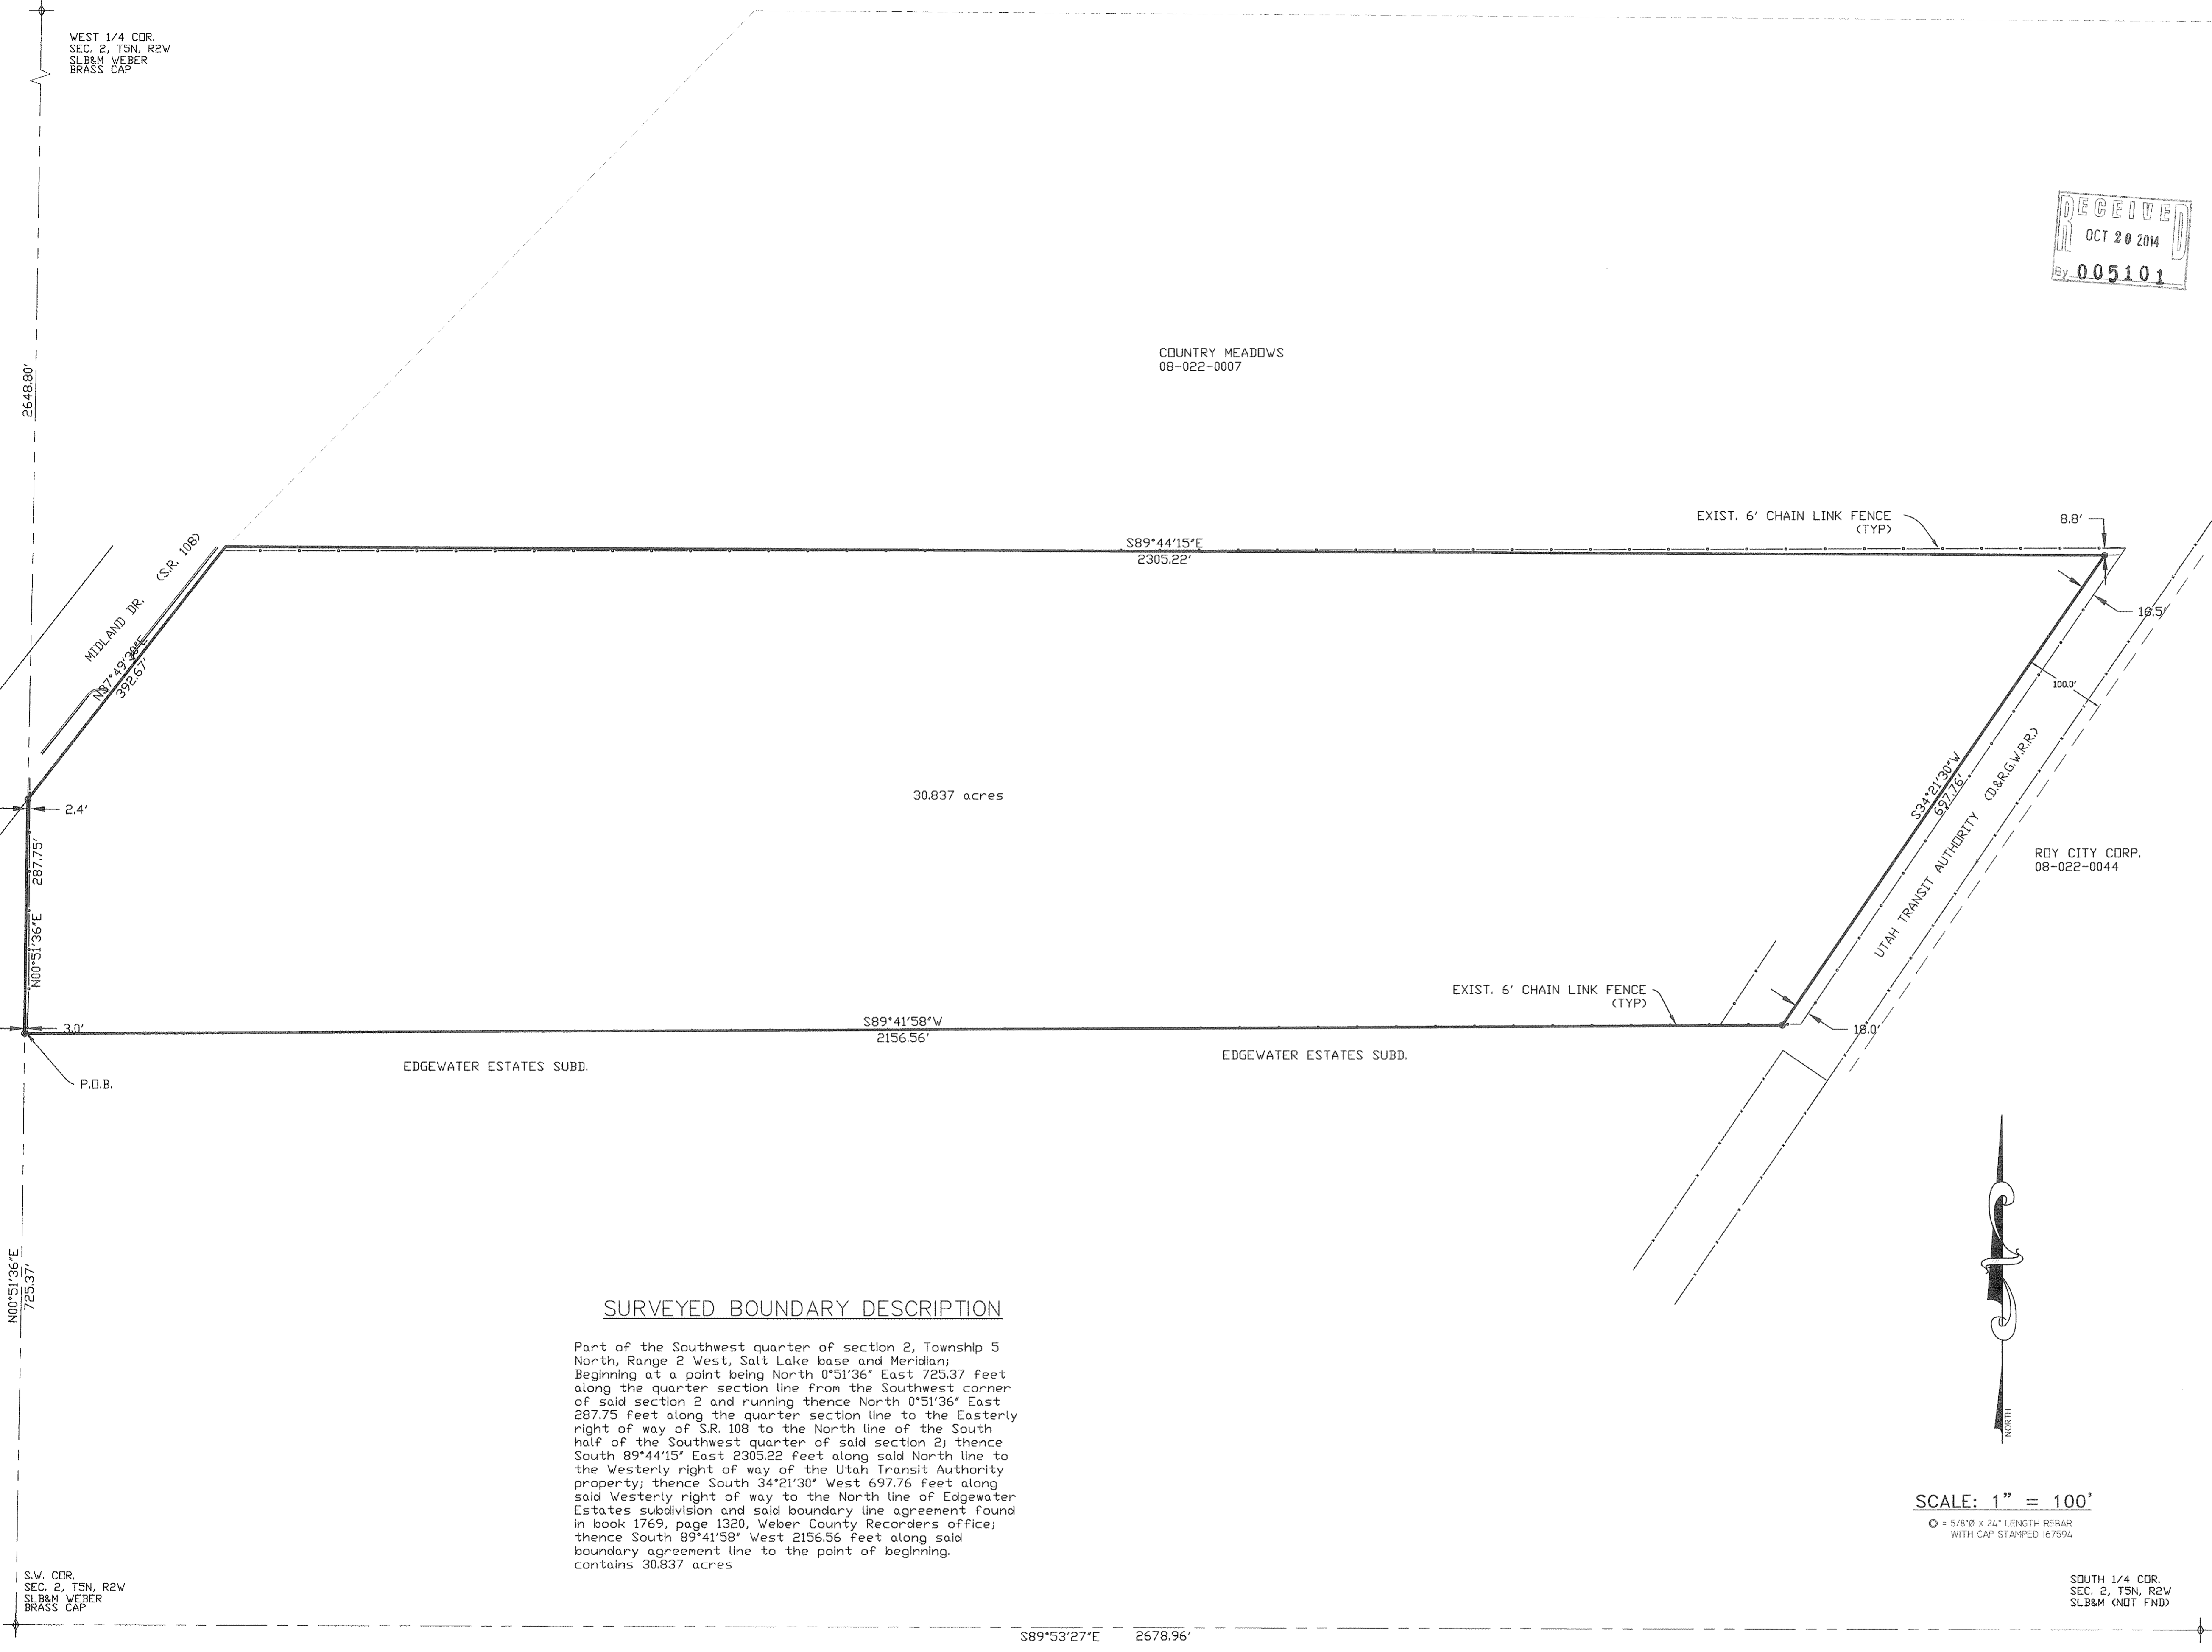 WEST 1/4 COR.
SEC. 2, T5N, R2W
SLB&M WEBER
BRASS CAP
RECEIVED
OCT 20 2014
By 005101
2648.80'
COUNTRY MEADOWS
08-022-0007
EXIST. 6' CHAIN LINK FENCE
(TYP)
8.8'
S89°44'15"E
2305.22'
MIDLAND DR. (S.R. 108)
N37°49'30"E
392.67'
16.5'
100.0'
S34°21'30"W
697.76'
UTAH TRANSIT AUTHORITY (D.&R.G.W.R.R.)
30.837 acres
2.4'
287.75'
N00°51'36"E
ROY CITY CORP.
08-022-0044
EXIST. 6' CHAIN LINK FENCE
(TYP)
3.0'
S89°41'58"W
2156.56'
18.0'
EDGEWATER ESTATES SUBD.
EDGEWATER ESTATES SUBD.
P.O.B.
N00°51'36"E
725.37'
SURVEYED BOUNDARY DESCRIPTION
Part of the Southwest quarter of section 2, Township 5
North, Range 2 West, Salt Lake base and Meridian;
Beginning at a point being North 0°51'36" East 725.37 feet
along the quarter section line from the Southwest corner
of said section 2 and running thence North 0°51'36" East
287.75 feet along the quarter section line to the Easterly
right of way of S.R. 108 to the North line of the South
half of the Southwest quarter of said section 2; thence
South 89°44'15" East 2305.22 feet along said North line to
the Westerly right of way of the Utah Transit Authority
property; thence South 34°21'30" West 697.76 feet along
said Westerly right of way to the North line of Edgewater
Estates subdivision and said boundary line agreement found
in book 1769, page 1320, Weber County Recorders office;
thence South 89°41'58" West 2156.56 feet along said
boundary agreement line to the point of beginning.
contains 30.837 acres
NORTH
SCALE: 1" = 100'
= 5/8"Ø x 24" LENGTH REBAR
WITH CAP STAMPED 167594
S.W. COR.
SEC. 2, T5N, R2W
SLB&M WEBER
BRASS CAP
SOUTH 1/4 COR.
SEC. 2, T5N, R2W
SLB&M (NOT FND)
S89°53'27"E 2678.96'